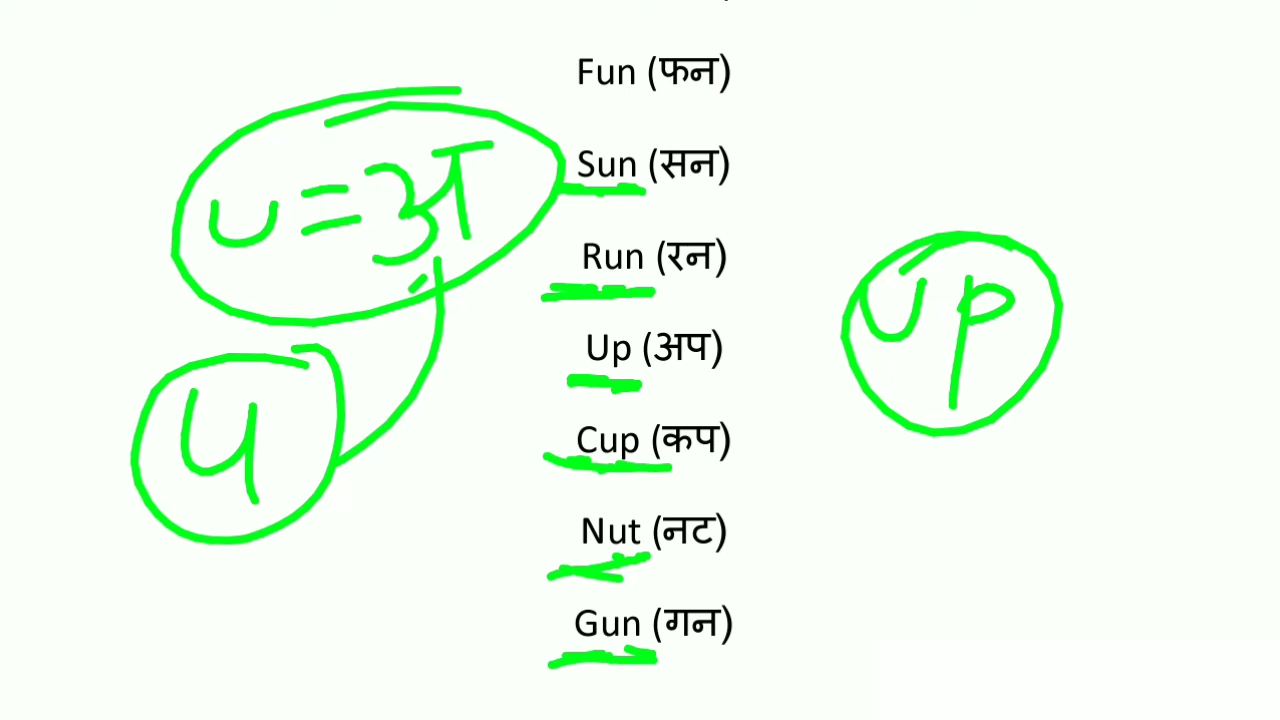 Fun (फन)
u = अ
Sun (सन)
Run (रन)
up
Up (अप)
u
Cup (कप)
Nut (नट)
Gun (गन)